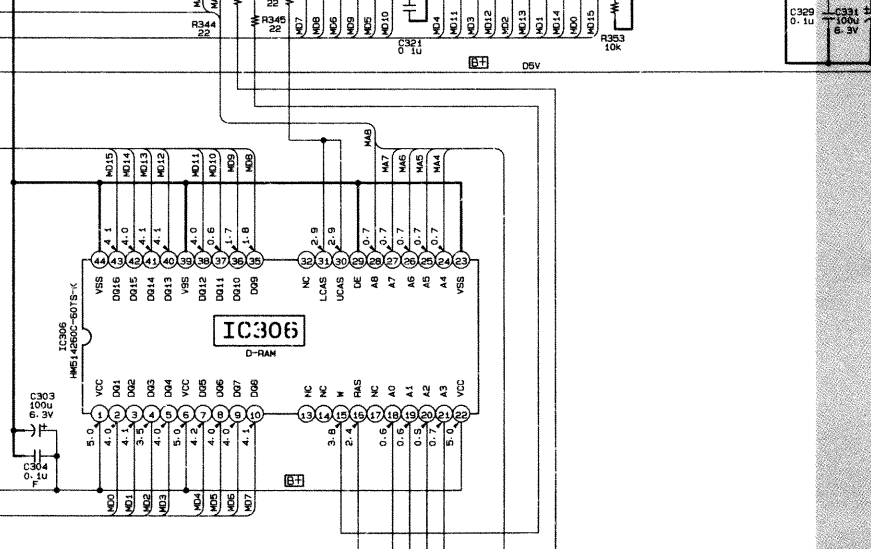 R344
22
R345
22
22
MD7
MD8
MD6
MD9
MD5
MD10
C321
0.1u
MD4
MD11
MD3
MD12
MD2
MD13
MD1
MD14
MD0
MD15
R353
10k
C329
0.1u
C331
100u
6.3V
B+
D5V
MD15
MD14
MD13
MD12
MD11
MD10
MD9
MD8
MA8
MA7
MA6
MA5
MA4
4.1
4.0
4.1
4.1
4.0
0.6
1.7
1.8
2.9
2.9
0.7
0.7
0.7
0.7
0.7
44 43 42 41 40 39 38 37 36 35
32 31 30 29 28 27 26 25 24 23
VSS
DQ16
DQ15
DQ14
DQ13
VSS
DQ12
DQ11
DQ10
DQ9
NC
LCAS
UCAS
OE
A8
A7
A6
A5
A4
VSS
IC306
HM514260C-60TS-K
IC306
D-RAM
VCC
DQ1
DQ2
DQ3
DQ4
VCC
DQ5
DQ6
DQ7
DQ8
NC
NC
W
RAS
NC
A0
A1
A2
A3
VCC
1 2 3 4 5 6 7 8 9 10
13 14 15 16 17 18 19 20 21 22
5.0
4.0
4.1
3.5
4.0
5.0
4.2
4.0
4.0
4.1
3.8
0.6
0.6
0.7
5.0
C303
100u
6.3V
C304
0.1u
F
B+
MD0
MD1
MD2
MD3
MD4
MD5
MD6
MD7